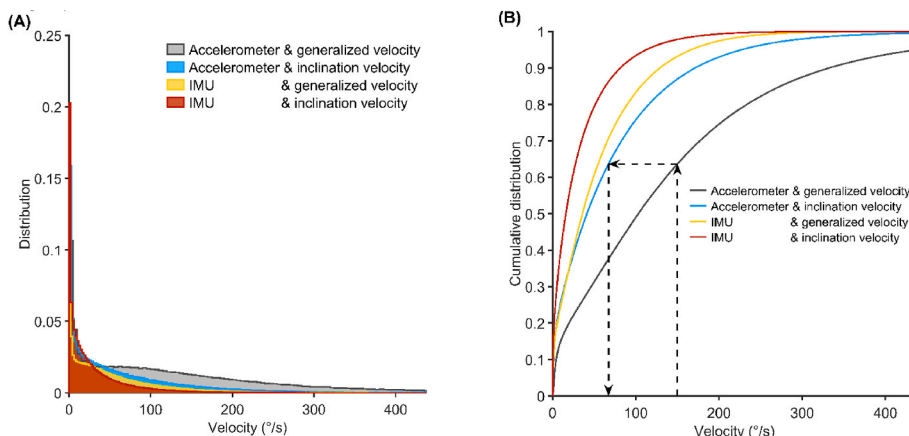 (A)
0.25
0.2
0.15
0.1
0.05
0
Distribution
Accelerometer & generalized velocity
Accelerometer & inclination velocity
IMU & generalized velocity
IMU & inclination velocity
0 100 200 300 400
Velocity (°/s)
(B)
1
0.9
0.8
0.7
0.6
0.5
0.4
0.3
0.2
0.1
0
Cumulative distribution
Accelerometer & generalized velocity
Accelerometer & inclination velocity
IMU & generalized velocity
IMU & inclination velocity
0 100 200 300 400
Velocity (°/s)